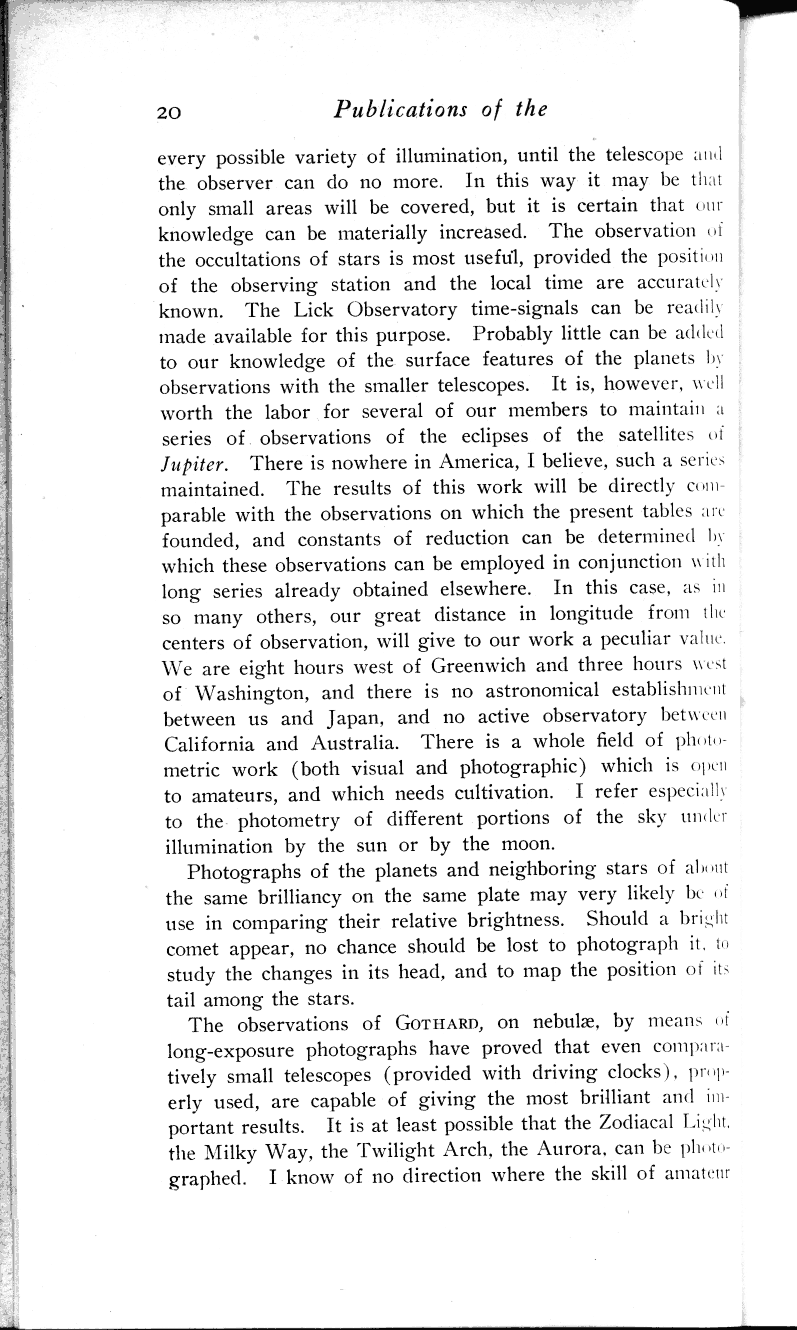 20 Publications of the
every possible variety of illumination, until the telescope and
the observer can do no more. In this way it may be that
only small areas will be covered, but it is certain that our
knowledge can be materially increased. The observation of
the occultations of stars is most useful, provided the position
of the observing station and the local time are accurately
known. The Lick Observatory time-signals can be readily
made available for this purpose. Probably little can be added
to our knowledge of the surface features of the planets by
observations with the smaller telescopes. It is, however, well
worth the labor for several of our members to maintain a
series of observations of the eclipses of the satellites of
Jupiter. There is nowhere in America, I believe, such a series
maintained. The results of this work will be directly com-
parable with the observations on which the present tables are
founded, and constants of reduction can be determined by
which these observations can be employed in conjunction with
long series already obtained elsewhere. In this case, as in
so many others, our great distance in longitude from the
centers of observation, will give to our work a peculiar value.
We are eight hours west of Greenwich and three hours west
of Washington, and there is no astronomical establishment
between us and Japan, and no active observatory between
California and Australia. There is a whole field of photo-
metric work (both visual and photographic) which is open
to amateurs, and which needs cultivation. I refer especially
to the photometry of different portions of the sky under
illumination by the sun or by the moon.
Photographs of the planets and neighboring stars of about
the same brilliancy on the same plate may very likely be of
use in comparing their relative brightness. Should a bright
comet appear, no chance should be lost to photograph it, to
study the changes in its head, and to map the position of its
tail among the stars.
The observations of GOTHARD, on nebulæ, by means of
long-exposure photographs have proved that even compara-
tively small telescopes (provided with driving clocks), prop-
erly used, are capable of giving the most brilliant and im-
portant results. It is at least possible that the Zodiacal Light,
the Milky Way, the Twilight Arch, the Aurora, can be photo-
graphed. I know of no direction where the skill of amateur